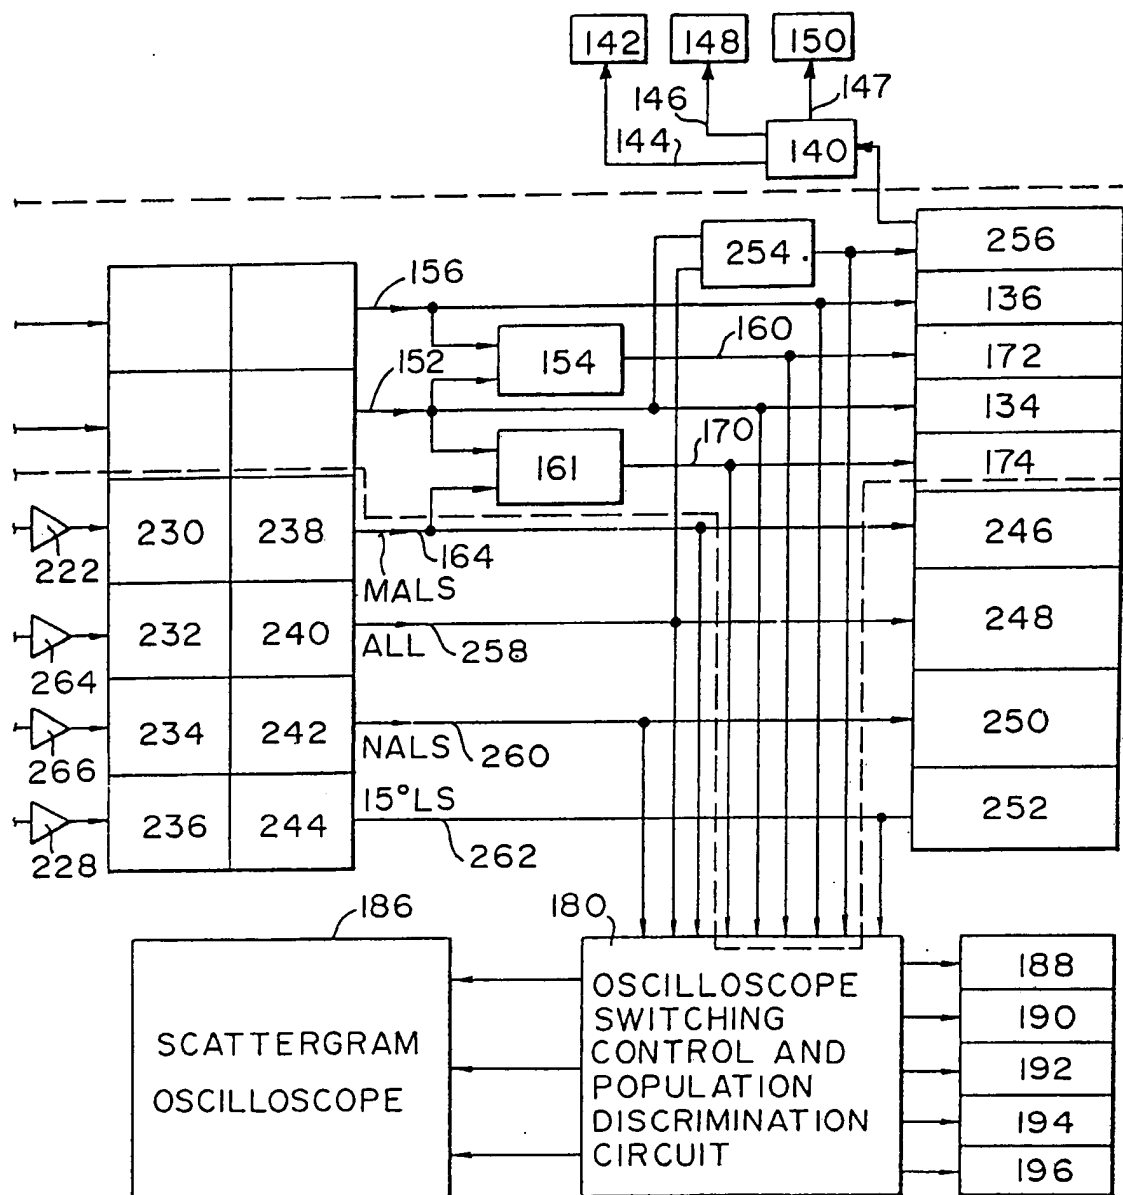 142 148 150
146 147
144 140
254 256
156 136
154 160 172
152 134
161 170 174
230 238 164 246
222 MALS
232 240 ALL 258 248
264
234 242 NALS 260 250
266
236 244 15°LS 262 252
228
186 180
188
OSCILLOSCOPE
SWITCHING
CONTROL AND
POPULATION
DISCRIMINATION
CIRCUIT
SCATTERGRAM
OSCILLOSCOPE
190
192
194
196